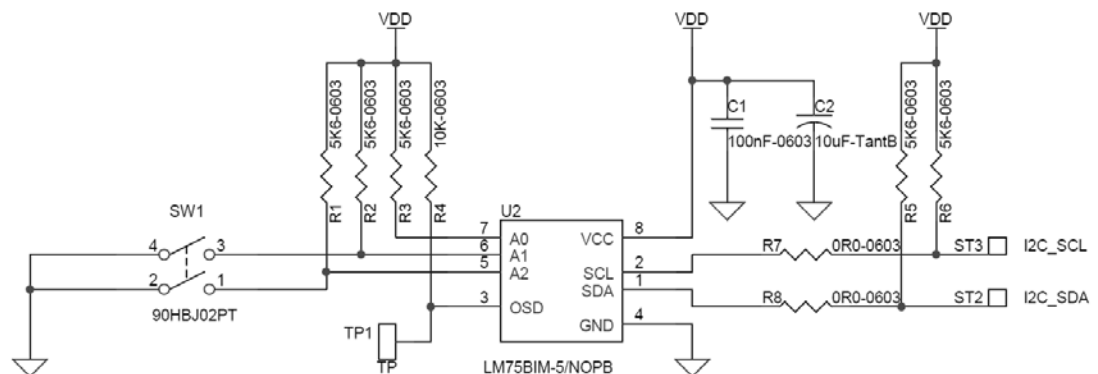 VDD
VDD
VDD
5K6-0603
5K6-0603
5K6-0603
10K-0603
R1
R2
R3
R4
C1
100nF-0603
C2
10uF-TantB
5K6-0603
5K6-0603
R5
R6
SW1
4
3
2
1
90HBJ02PT
U2
7
A0
6
A1
5
A2
3
OSD
VCC
8
SCL
2
SDA
1
GND
4
LM75BIM-5/NOPB
TP1
TP
R7
0R0-0603
ST3
I2C_SCL
R8
0R0-0603
ST2
I2C_SDA